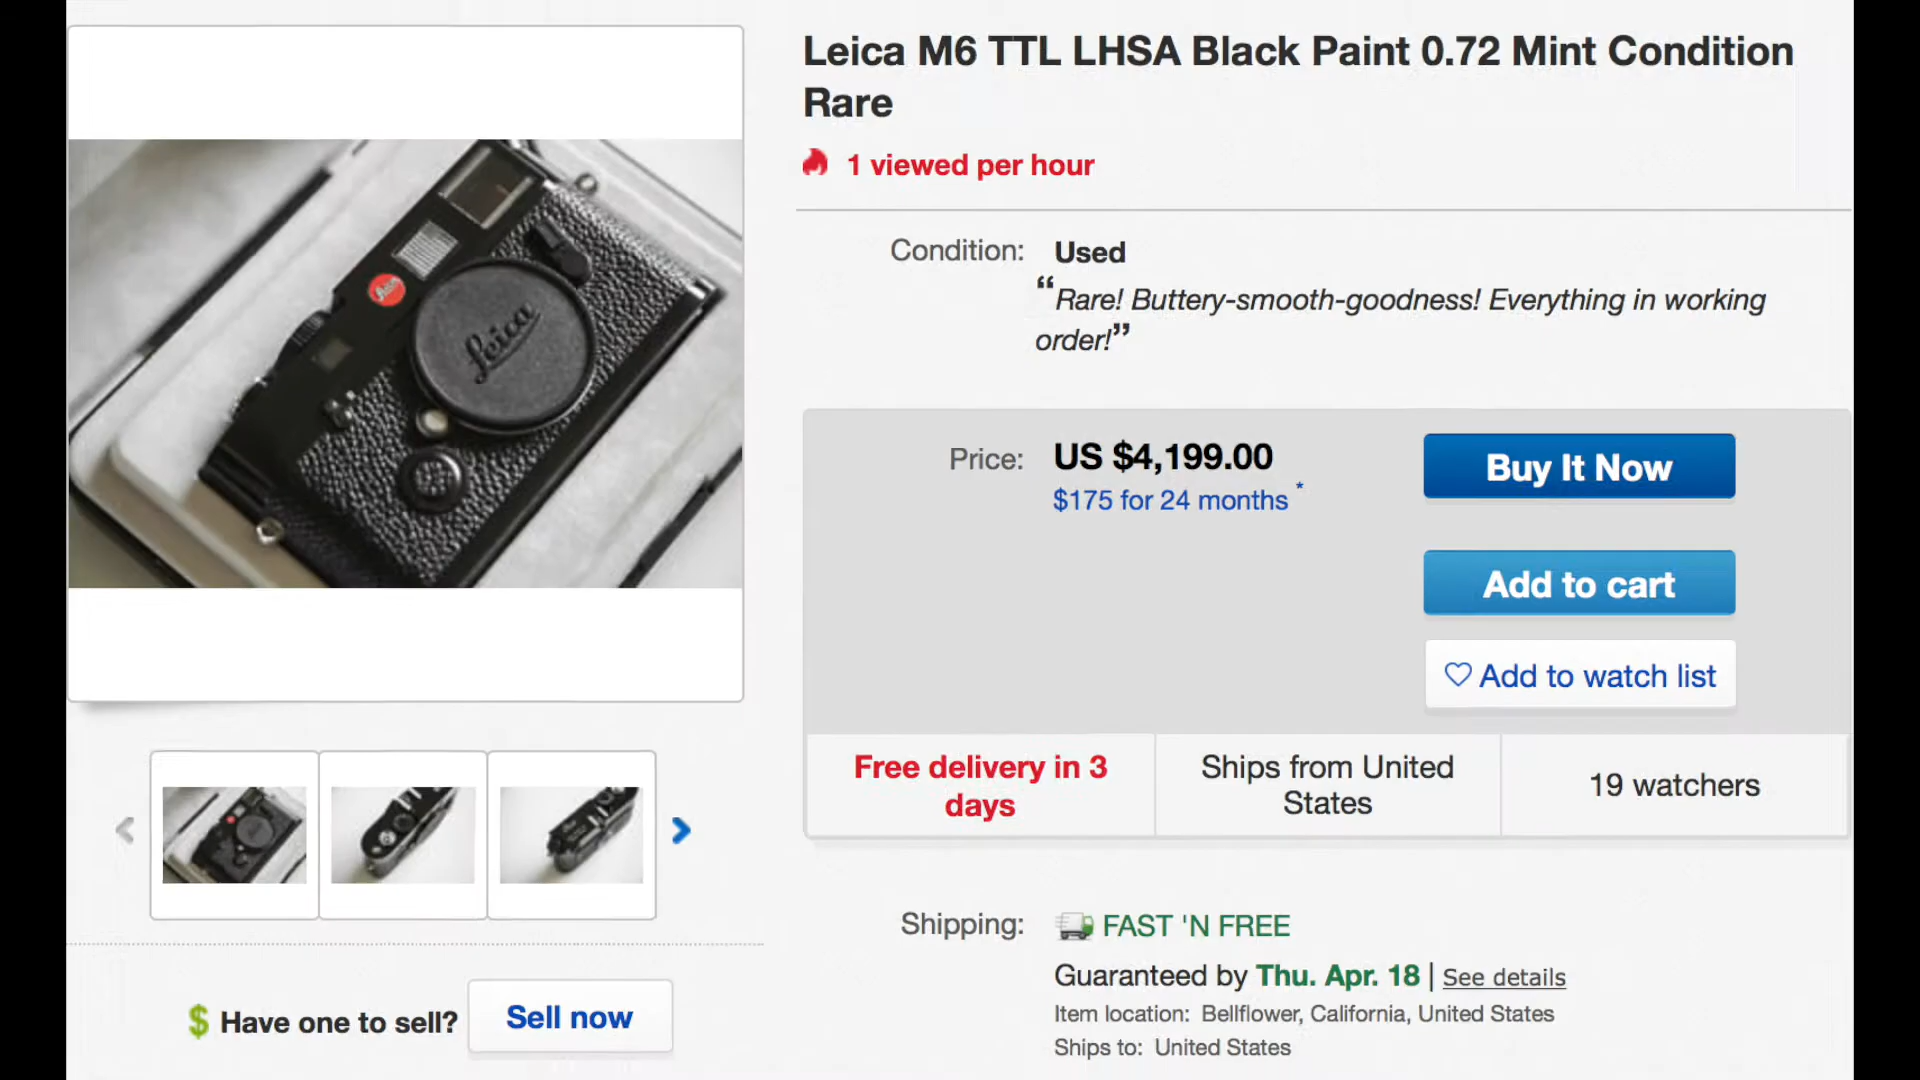 Leica M6 TTL LHSA Black Paint 0.72 Mint Condition
Rare
1 viewed per hour
Condition: Used
“Rare! Buttery-smooth-goodness! Everything in working
order!”
Leica
Leica
Price: US $4,199.00
$175 for 24 months *
Buy It Now
Add to cart
Add to watch list
Free delivery in 3
days
Ships from United
States
19 watchers
Shipping: FAST 'N FREE
Guaranteed by Thu. Apr. 18 | See details
Item location: Bellflower, California, United States
Ships to: United States
$ Have one to sell? Sell now